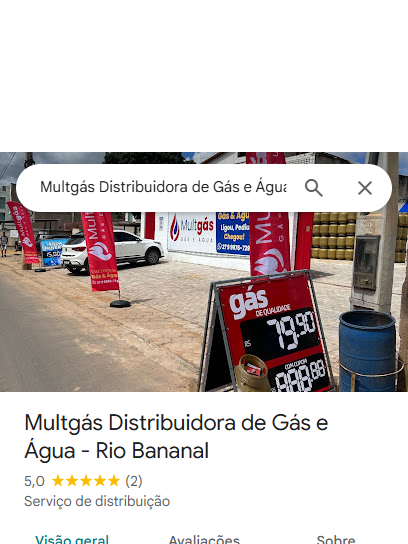 Multgás Distribuidora de Gás e Água
Multgás
GÁS E ÁGUA
Gás & Água
Ligou, Pediu
Chegou!
15,00
gás
DE QUALIDADE
R$ 79,90
COM CUPOM
888,88
Multgás Distribuidora de Gás e
Água - Rio Bananal
5,0 (2)
Serviço de distribuição
Visão geral Avaliações Sobre